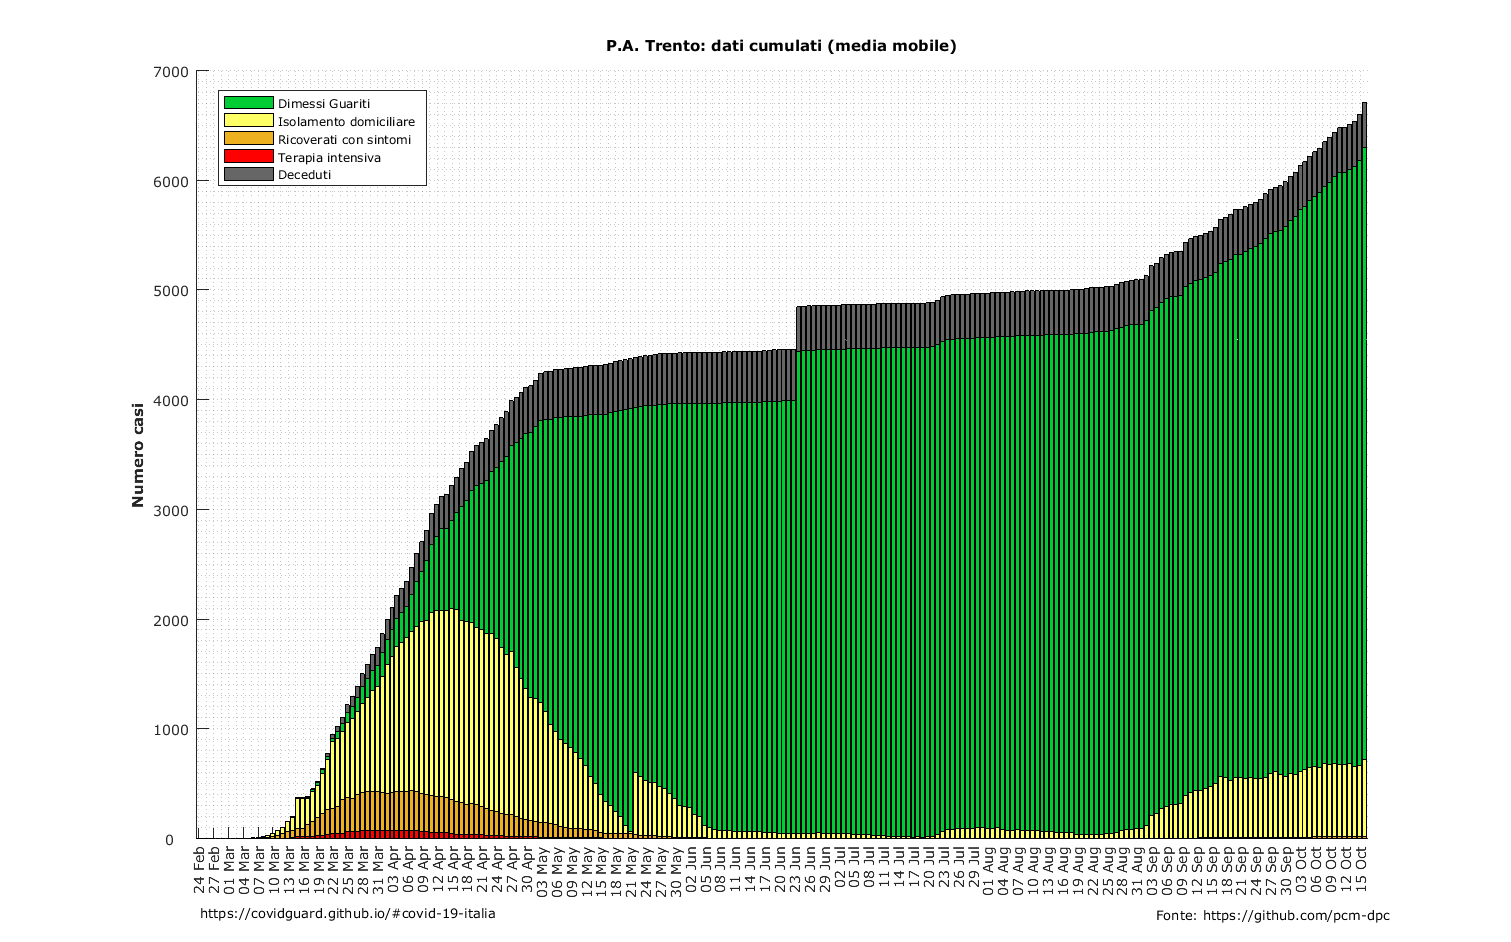 P.A. Trento: dati cumulati (media mobile)
Numero casi
7000
6000
5000
4000
3000
2000
1000
0
Dimessi Guariti
Isolamento domiciliare
Ricoverati con sintomi
Terapia intensiva
Deceduti
24 Feb
27 Feb
01 Mar
04 Mar
07 Mar
10 Mar
13 Mar
16 Mar
19 Mar
22 Mar
25 Mar
28 Mar
31 Mar
03 Apr
06 Apr
09 Apr
12 Apr
15 Apr
18 Apr
21 Apr
24 Apr
27 Apr
30 Apr
03 May
06 May
09 May
12 May
15 May
18 May
21 May
24 May
27 May
30 May
02 Jun
05 Jun
08 Jun
11 Jun
14 Jun
17 Jun
20 Jun
23 Jun
26 Jun
29 Jun
02 Jul
05 Jul
08 Jul
11 Jul
14 Jul
17 Jul
20 Jul
23 Jul
26 Jul
29 Jul
01 Aug
04 Aug
07 Aug
10 Aug
13 Aug
16 Aug
19 Aug
22 Aug
25 Aug
28 Aug
31 Aug
03 Sep
06 Sep
09 Sep
12 Sep
15 Sep
18 Sep
21 Sep
24 Sep
27 Sep
30 Sep
03 Oct
06 Oct
09 Oct
12 Oct
15 Oct
https://covidguard.github.io/#covid-19-italia
Fonte: https://github.com/pcm-dpc